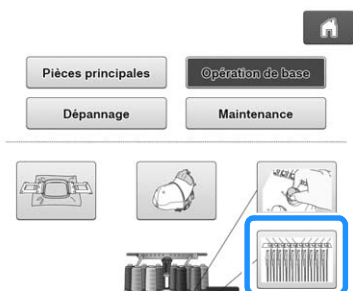 Pièces principales
Opération de base
Dépannage
Maintenance